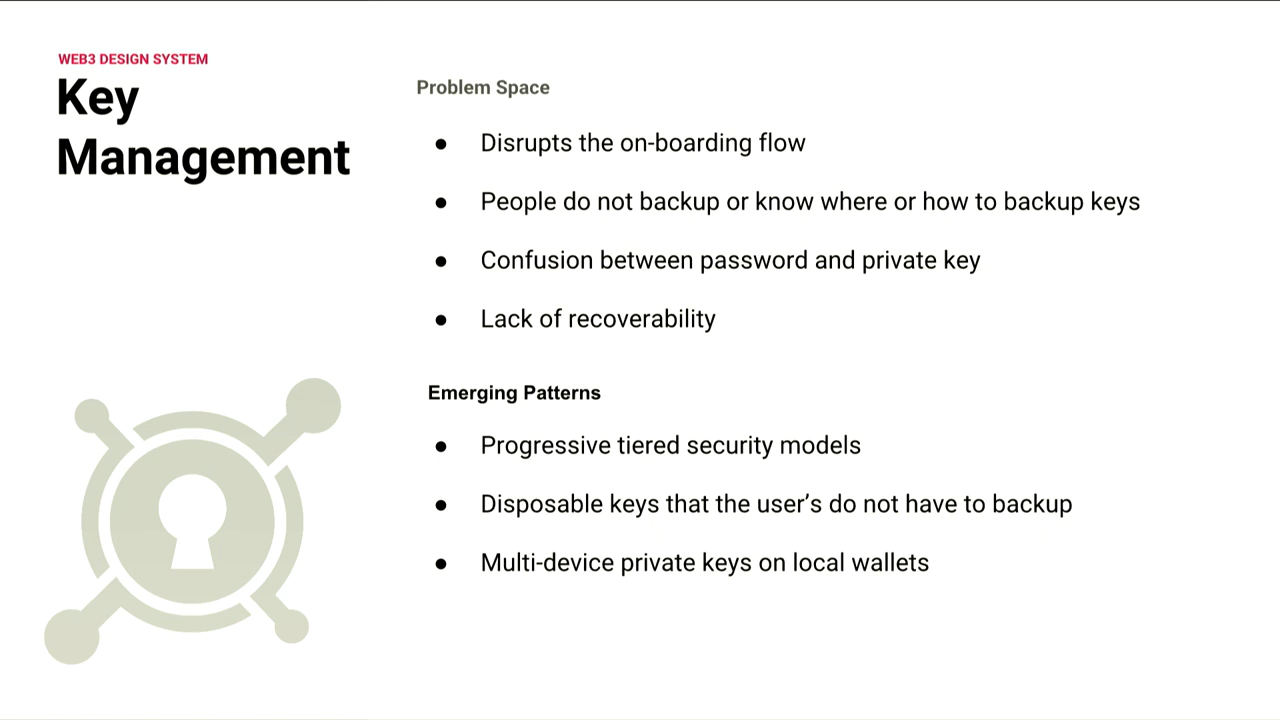 WEB3 DESIGN SYSTEM
Key
Management
Problem Space
● Disrupts the on-boarding flow
● People do not backup or know where or how to backup keys
● Confusion between password and private key
● Lack of recoverability
Emerging Patterns
● Progressive tiered security models
● Disposable keys that the user’s do not have to backup
● Multi-device private keys on local wallets